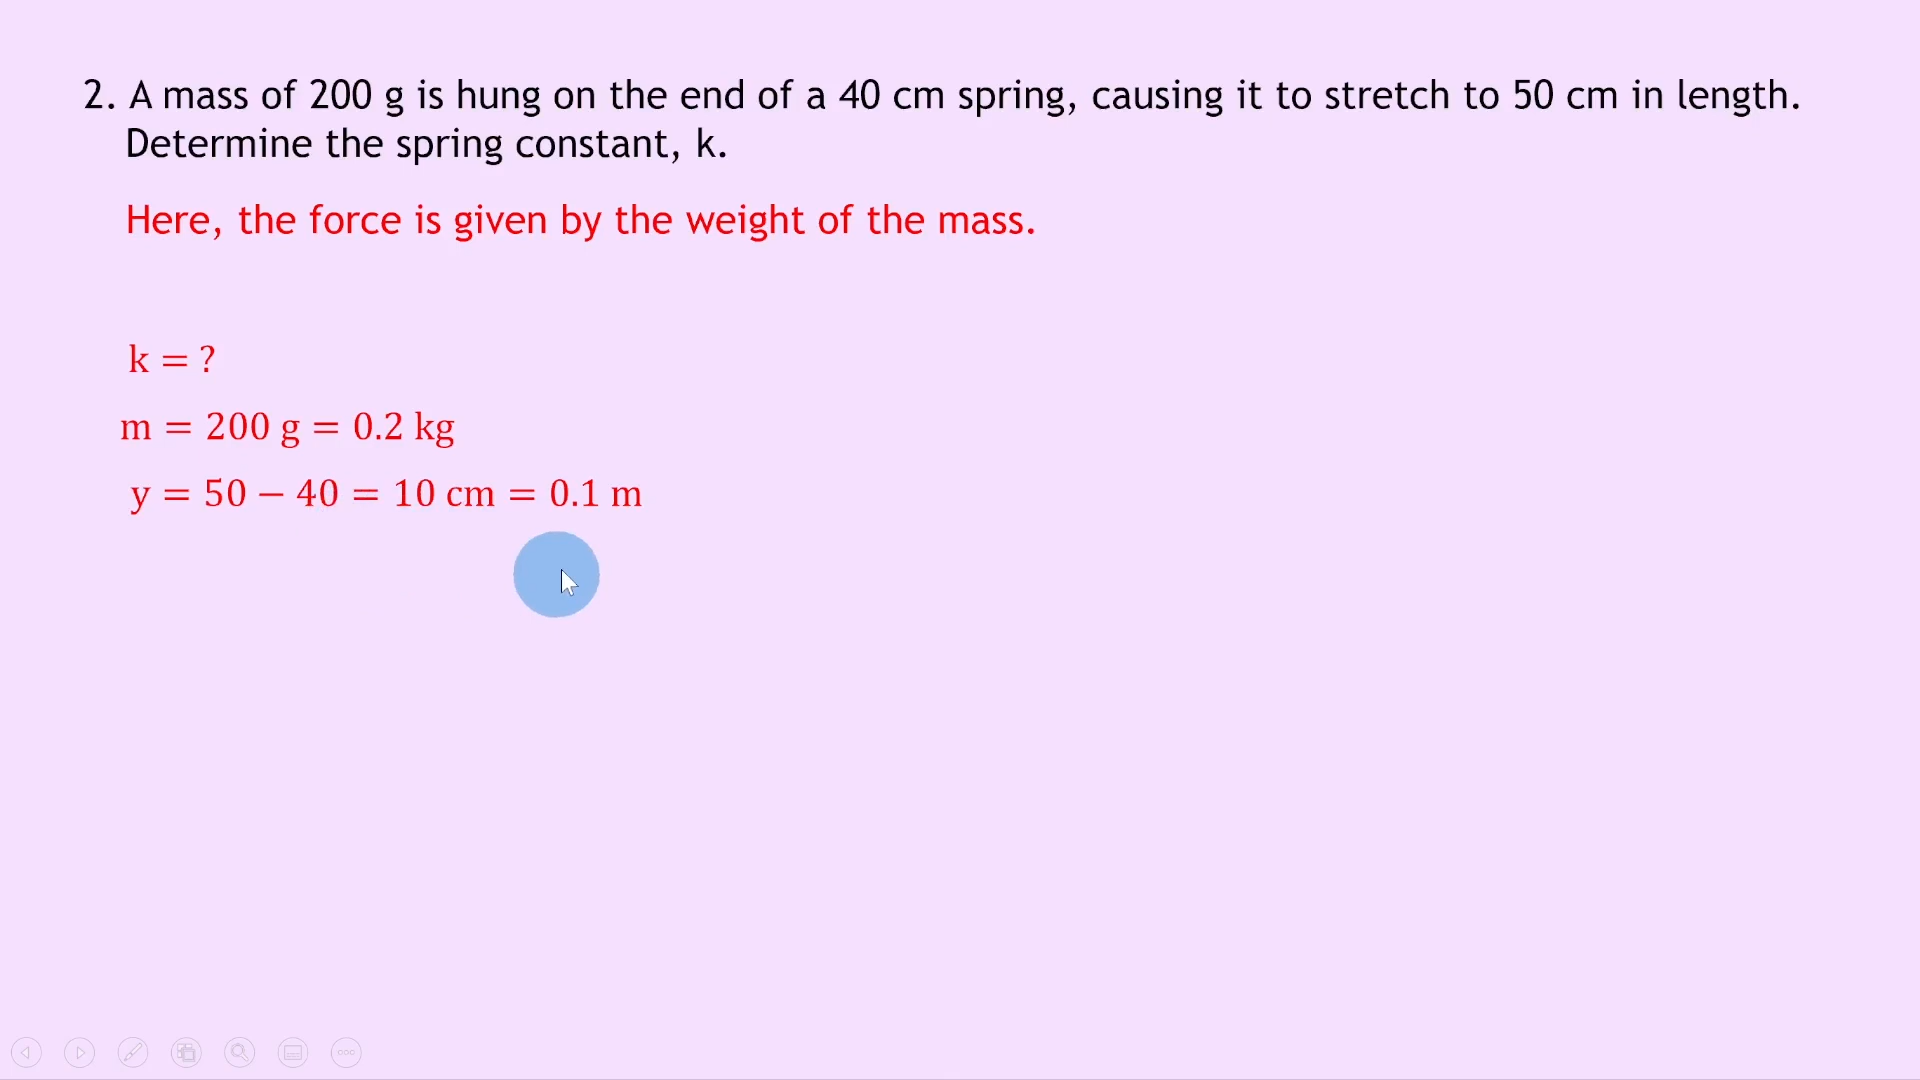 2. A mass of 200 g is hung on the end of a 40 cm spring, causing it to stretch to 50 cm in length.
Determine the spring constant, k.
Here, the force is given by the weight of the mass.
k = ?
m = 200 g = 0.2 kg
y = 50 − 40 = 10 cm = 0.1 m